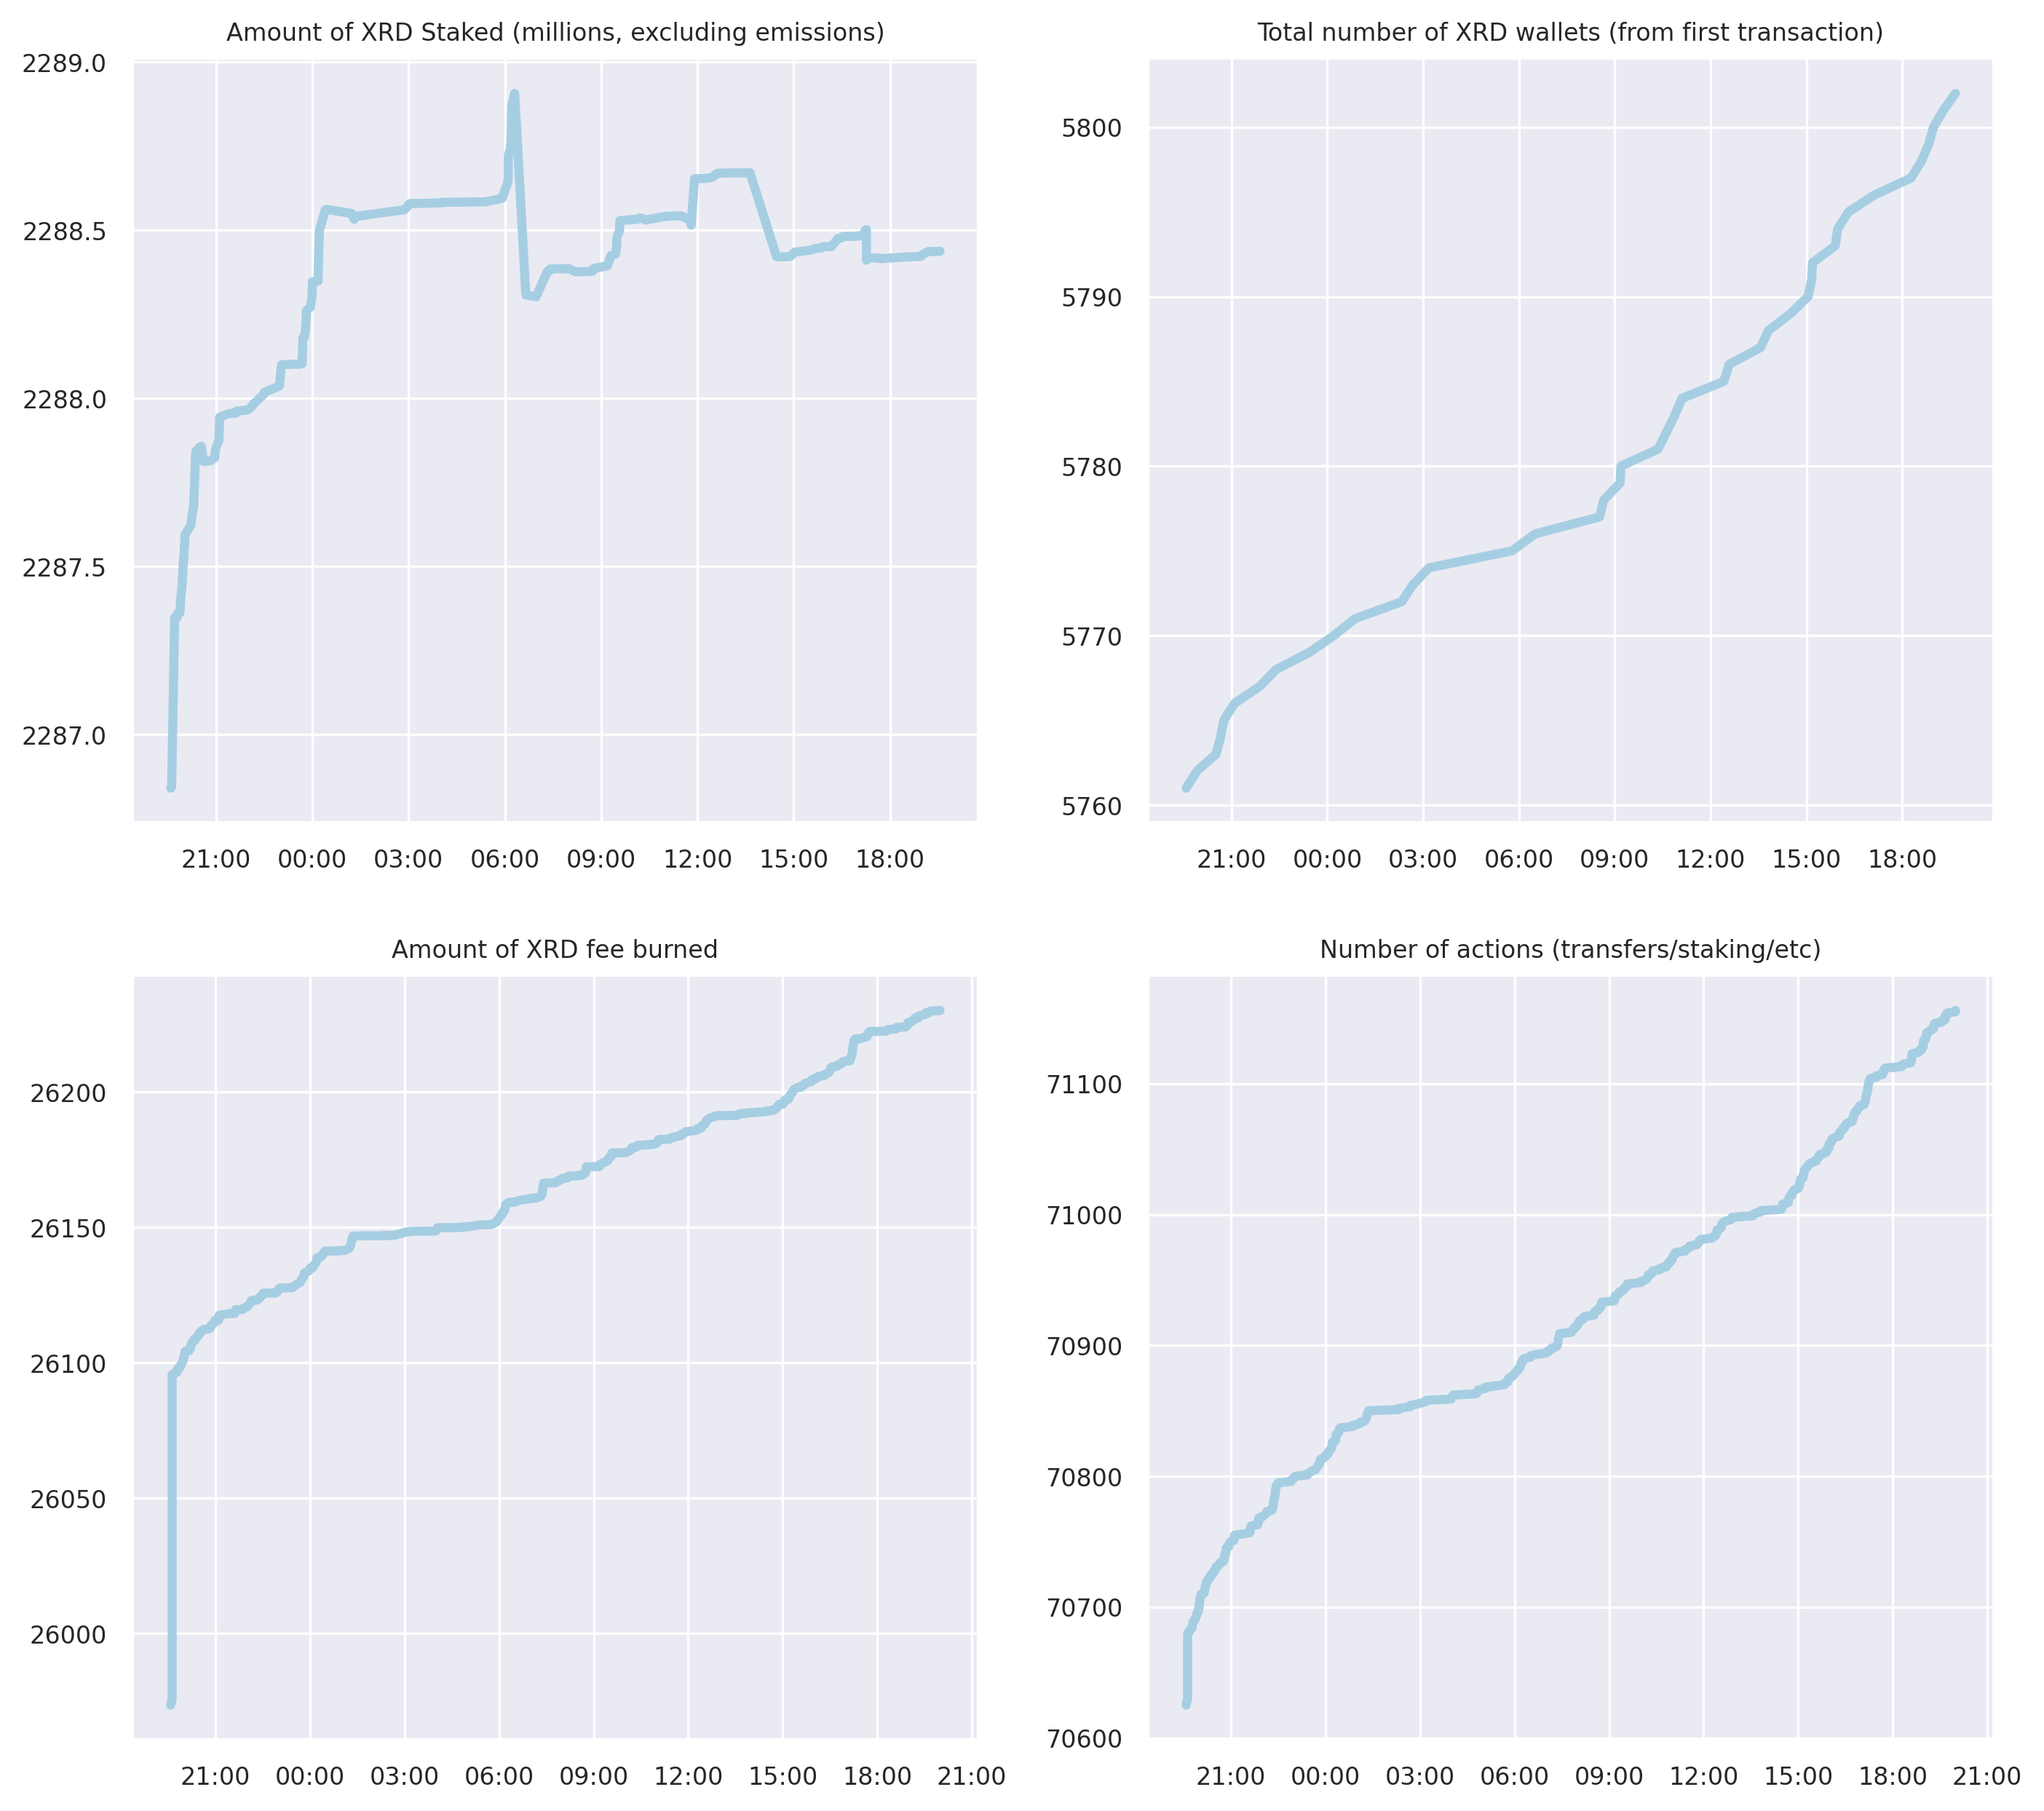 Amount of XRD Staked (millions, excluding emissions)
2289.0
2288.5
2288.0
2287.5
2287.0
21:00 00:00 03:00 06:00 09:00 12:00 15:00 18:00
Total number of XRD wallets (from first transaction)
5800
5790
5780
5770
5760
21:00 00:00 03:00 06:00 09:00 12:00 15:00 18:00
Amount of XRD fee burned
26200
26150
26100
26050
26000
21:00 00:00 03:00 06:00 09:00 12:00 15:00 18:00 21:00
Number of actions (transfers/staking/etc)
71100
71000
70900
70800
70700
70600
21:00 00:00 03:00 06:00 09:00 12:00 15:00 18:00 21:00